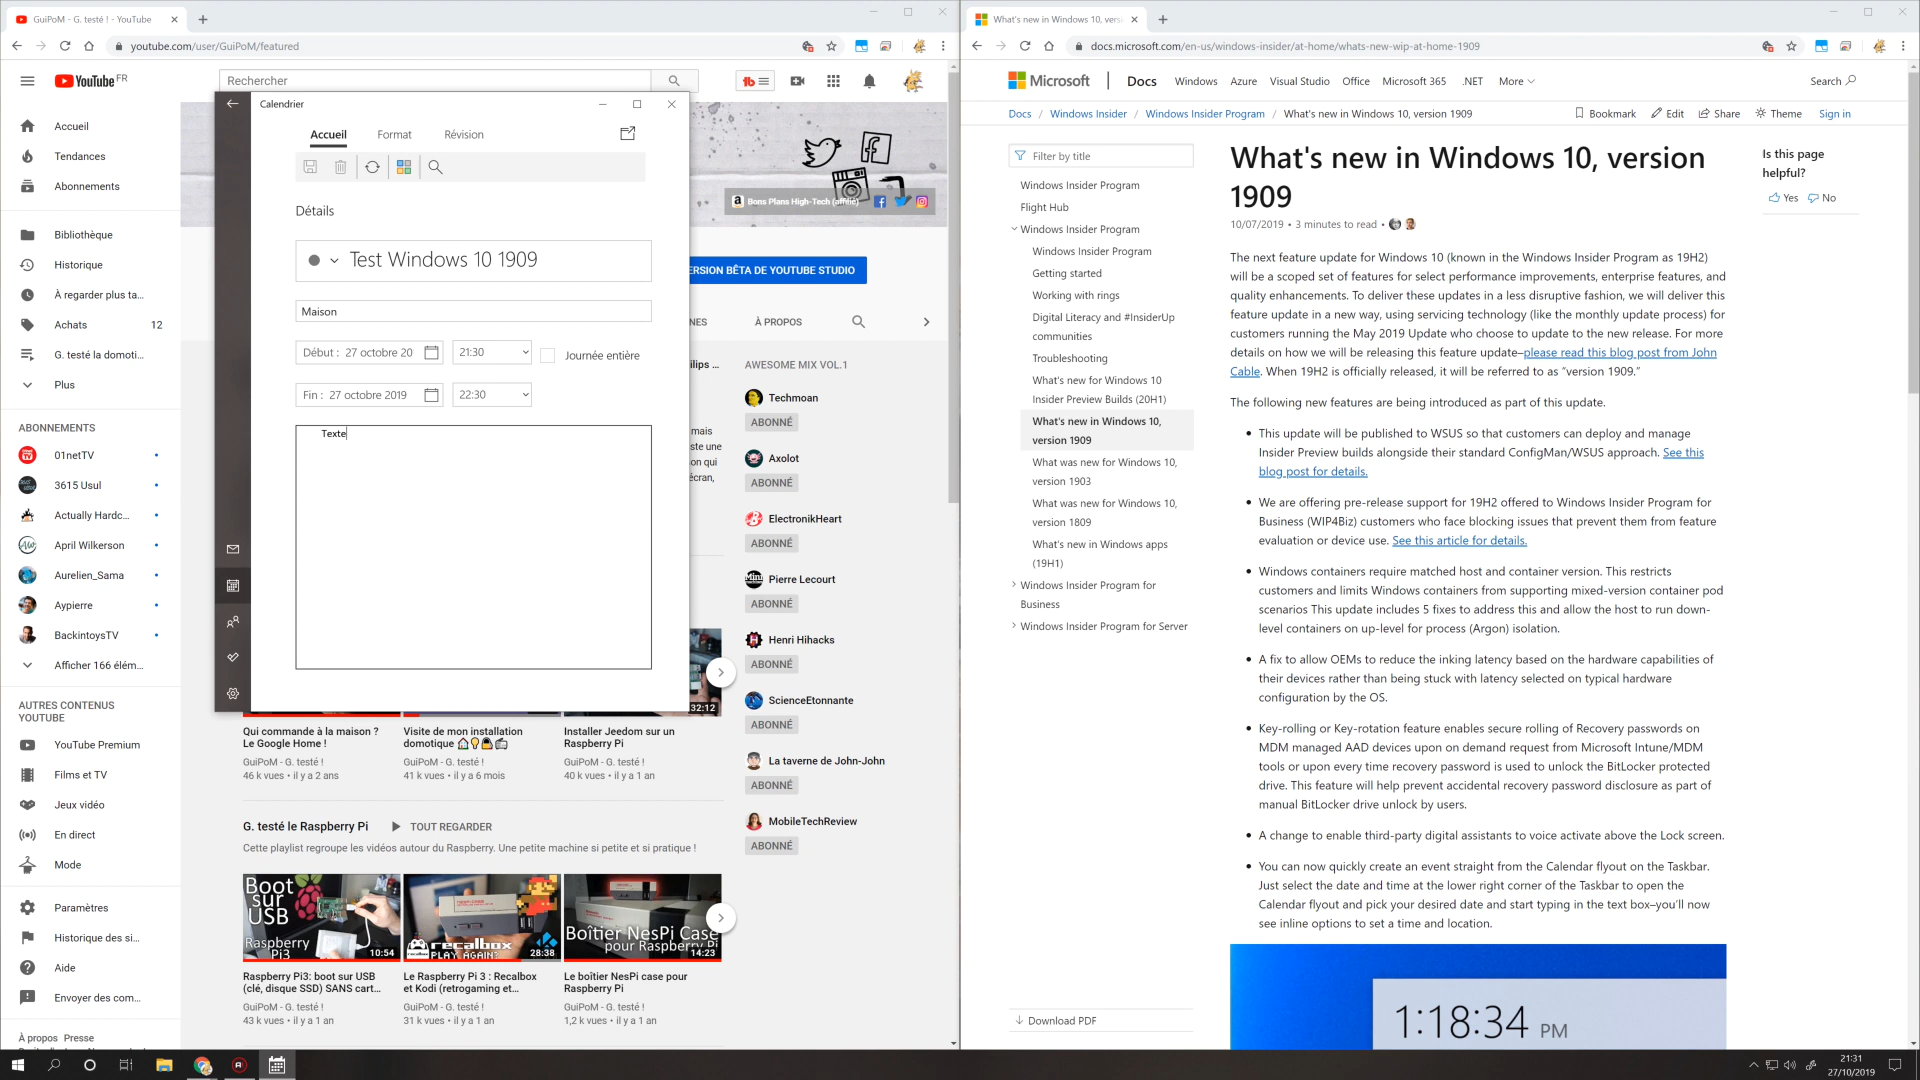 GuiPoM - G. testé ! - YouTube
youtube.com/user/GuiPoM/featured
YouTube FR
Rechercher
Accueil
Tendances
Abonnements
Bibliothèque
Historique
À regarder plus ta...
Achats 12
G. testé la domoti...
Plus
ABONNEMENTS
01netTV
3615 Usul
Actually Hardc...
April Wilkerson
Aurelien_Sama
Aypierre
BackintoysTV
Afficher 166 élém...
AUTRES CONTENUS
YOUTUBE
YouTube Premium
Films et TV
Jeux vidéo
En direct
Mode
Paramètres
Historique des si...
Aide
Envoyer des com...
À propos Presse
Calendrier
Accueil Format Révision
Détails
Test Windows 10 1909
Maison
Début : 27 octobre 20 21:30 Journée entière
Fin : 27 octobre 2019 22:30
Texte
Bons Plans High-Tech (affilié)
ERSION BÊTA DE YOUTUBE STUDIO
NES À PROPOS
ilips ...
mais
ste une
on qui
écran,
AWESOME MIX VOL.1
Techmoan
ABONNÉ
Axolot
ABONNÉ
ElectronikHeart
ABONNÉ
Pierre Lecourt
ABONNÉ
Henri Hihacks
ABONNÉ
ScienceEtonnante
ABONNÉ
La taverne de John-John
ABONNÉ
MobileTechReview
ABONNÉ
32:12
Qui commande à la maison ?
Le Google Home !
GuiPoM - G. testé !
46 k vues • il y a 2 ans
Visite de mon installation
domotique
GuiPoM - G. testé !
41 k vues • il y a 6 mois
Installer Jeedom sur un
Raspberry Pi
GuiPoM - G. testé !
40 k vues • il y a 1 an
G. testé le Raspberry Pi TOUT REGARDER
Cette playlist regroupe les vidéos autour du Raspberry. Une petite machine si petite et si pratique !
Boot
sur
USB
Raspberry
Pi3
10:54
recalbox
PLAY AGAIN!
28:38
Boîtier NesPi Case
pour Raspberry Pi
14:23
Raspberry Pi3: boot sur USB
(clé, disque SSD) SANS cart...
GuiPoM - G. testé !
43 k vues • il y a 1 an
Le Raspberry Pi 3 : Recalbox
et Kodi (retrogaming et...
GuiPoM - G. testé !
31 k vues • il y a 1 an
Le boîtier NesPi case pour
Raspberry Pi
GuiPoM - G. testé !
1,2 k vues • il y a 1 an
What's new in Windows 10, vers
docs.microsoft.com/en-us/windows-insider/at-home/whats-new-wip-at-home-1909
Microsoft Docs Windows Azure Visual Studio Office Microsoft 365 .NET More Search
Docs / Windows Insider / Windows Insider Program / What's new in Windows 10, version 1909
Bookmark Edit Share Theme Sign in
Filter by title
Windows Insider Program
Flight Hub
Windows Insider Program
Windows Insider Program
Getting started
Working with rings
Digital Literacy and #InsiderUp
communities
Troubleshooting
What's new for Windows 10
Insider Preview Builds (20H1)
What's new in Windows 10,
version 1909
What was new for Windows 10,
version 1903
What was new for Windows 10,
version 1809
What's new in Windows apps
(19H1)
Windows Insider Program for
Business
Windows Insider Program for Server
Download PDF
What's new in Windows 10, version
1909
10/07/2019 • 3 minutes to read •
The next feature update for Windows 10 (known in the Windows Insider Program as 19H2)
will be a scoped set of features for select performance improvements, enterprise features, and
quality enhancements. To deliver these updates in a less disruptive fashion, we will deliver this
feature update in a new way, using servicing technology (like the monthly update process) for
customers running the May 2019 Update who choose to update to the new release. For more
details on how we will be releasing this feature update–please read this blog post from John
Cable. When 19H2 is officially released, it will be referred to as “version 1909.”
The following new features are being introduced as part of this update.
• This update will be published to WSUS so that customers can deploy and manage
Insider Preview builds alongside their standard ConfigMan/WSUS approach. See this
blog post for details.
• We are offering pre-release support for 19H2 offered to Windows Insider Program for
Business (WIP4Biz) customers who face blocking issues that prevent them from feature
evaluation or device use. See this article for details.
• Windows containers require matched host and container version. This restricts
customers and limits Windows containers from supporting mixed-version container pod
scenarios This update includes 5 fixes to address this and allow the host to run down-
level containers on up-level for process (Argon) isolation.
• A fix to allow OEMs to reduce the inking latency based on the hardware capabilities of
their devices rather than being stuck with latency selected on typical hardware
configuration by the OS.
• Key-rolling or Key-rotation feature enables secure rolling of Recovery passwords on
MDM managed AAD devices upon on demand request from Microsoft Intune/MDM
tools or upon every time recovery password is used to unlock the BitLocker protected
drive. This feature will help prevent accidental recovery password disclosure as part of
manual BitLocker drive unlock by users.
• A change to enable third-party digital assistants to voice activate above the Lock screen.
• You can now quickly create an event straight from the Calendar flyout on the Taskbar.
Just select the date and time at the lower right corner of the Taskbar to open the
Calendar flyout and pick your desired date and start typing in the text box–you'll now
see inline options to set a time and location.
1:18:34 PM
Is this page
helpful?
Yes No
21:31
27/10/2019